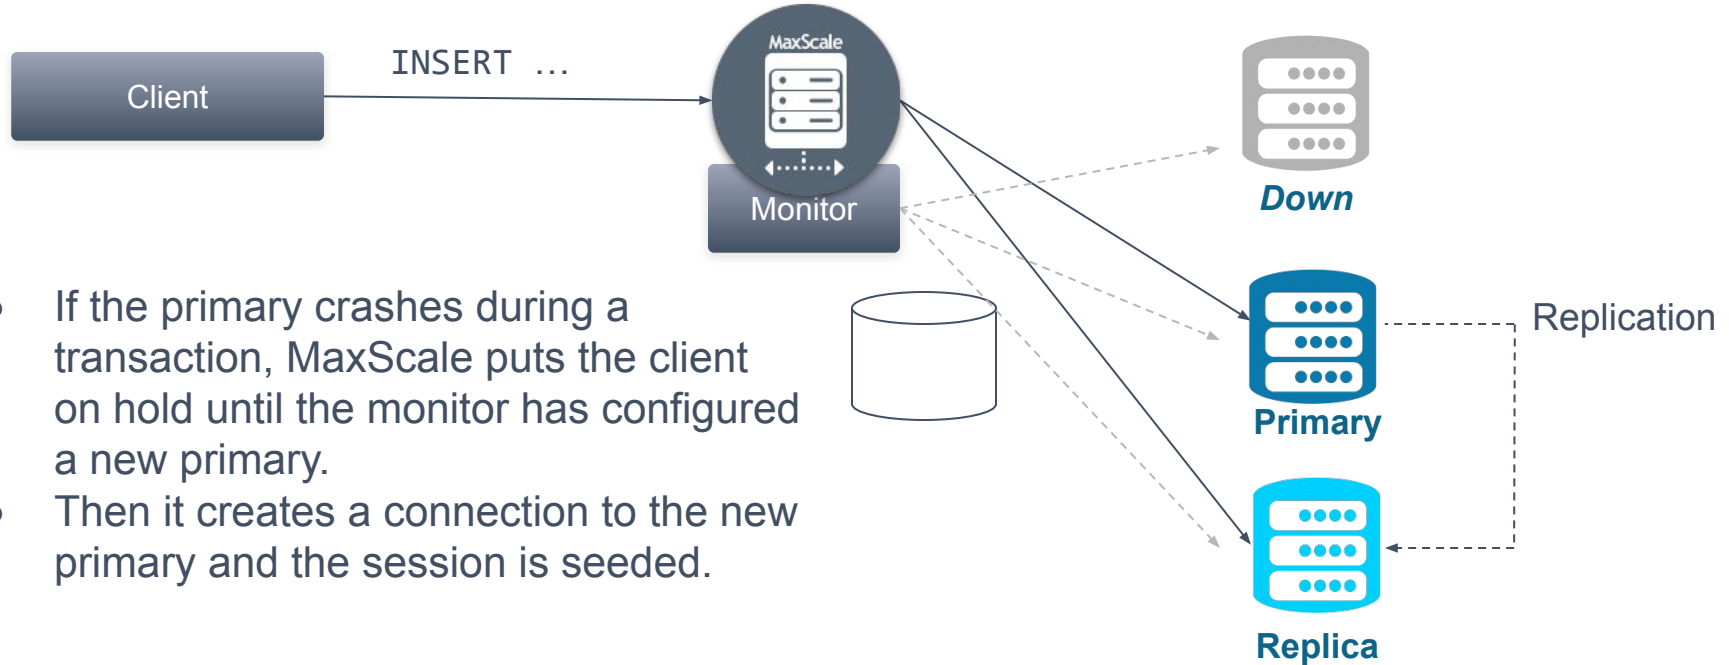 Client
INSERT …
MaxScale
Monitor
Down
Primary
Replication
Replica
• If the primary crashes during a
transaction, MaxScale puts the client
on hold until the monitor has configured
a new primary.
• Then it creates a connection to the new
primary and the session is seeded.